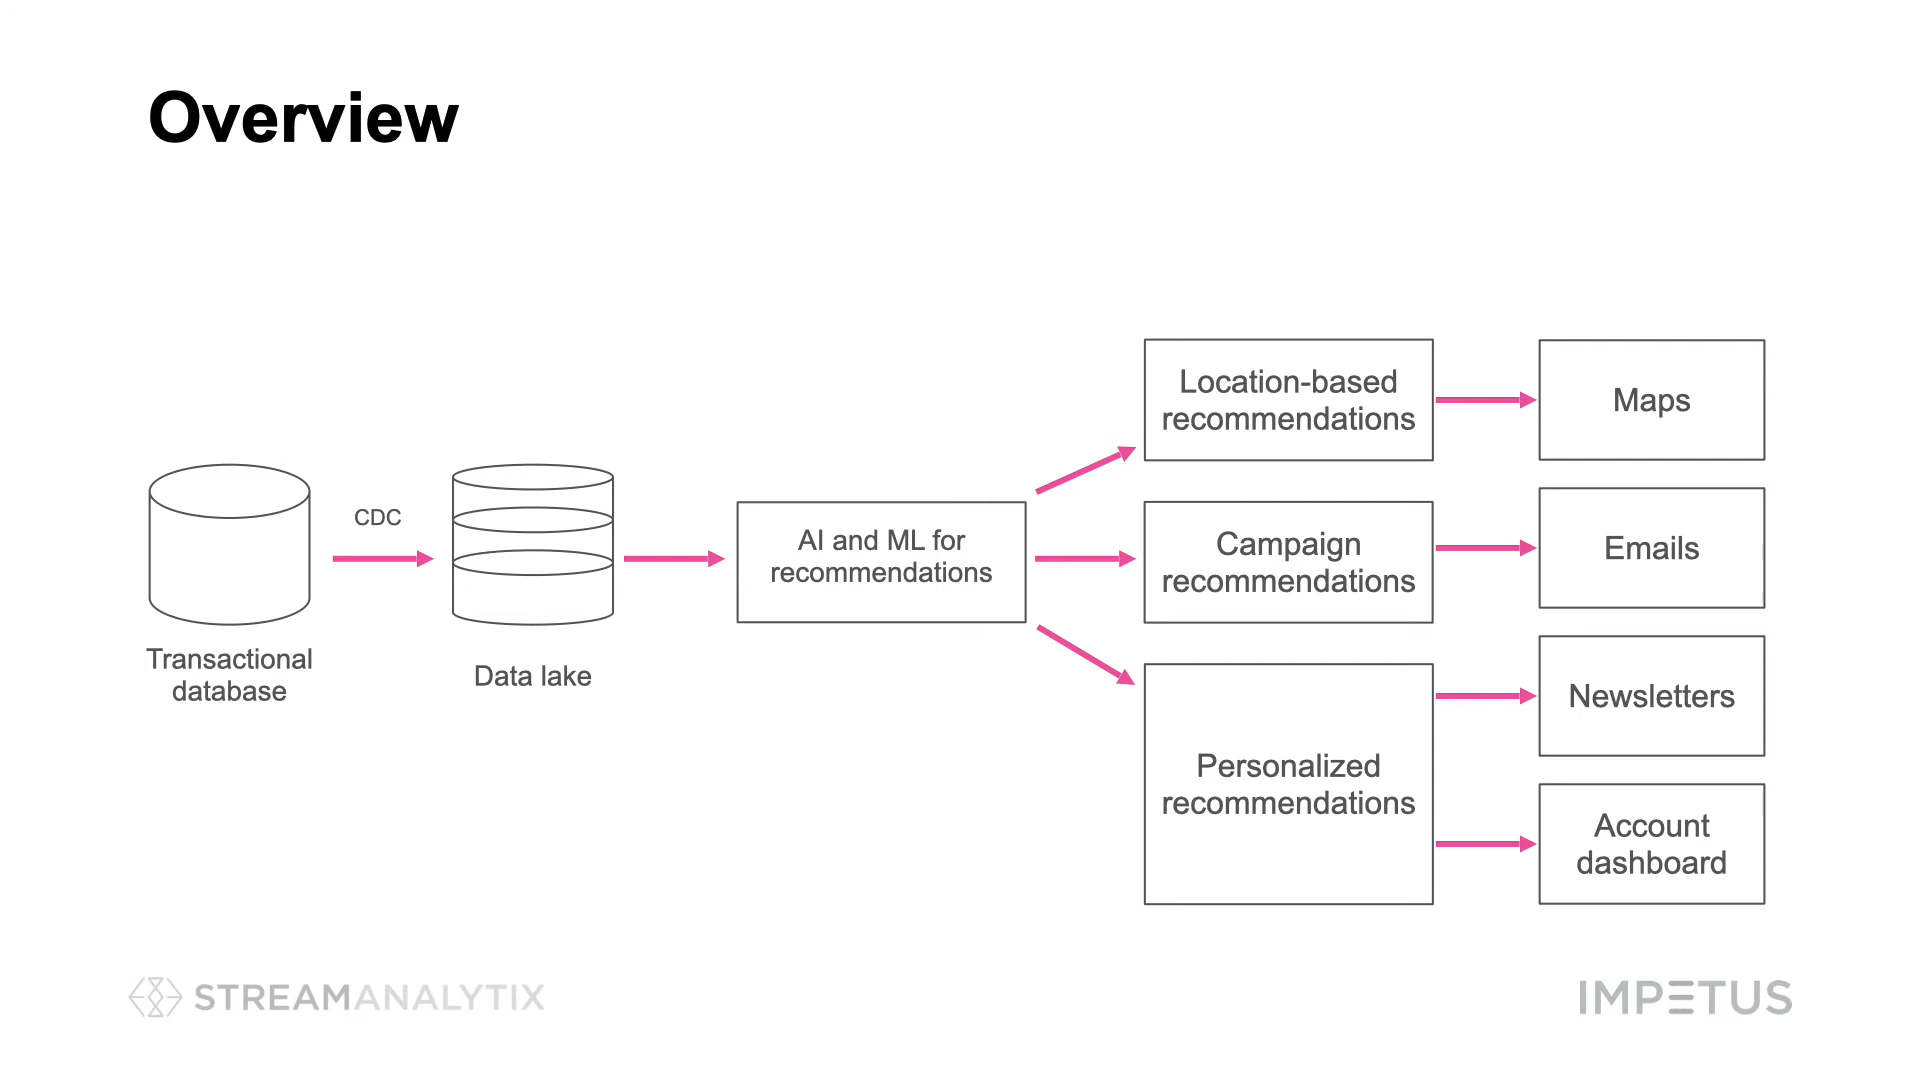 Overview
Transactional
database
CDC
Data lake
AI and ML for
recommendations
Location-based
recommendations
Campaign
recommendations
Personalized
recommendations
Maps
Emails
Newsletters
Account
dashboard
STREAMANALYTIX
IMPETUS